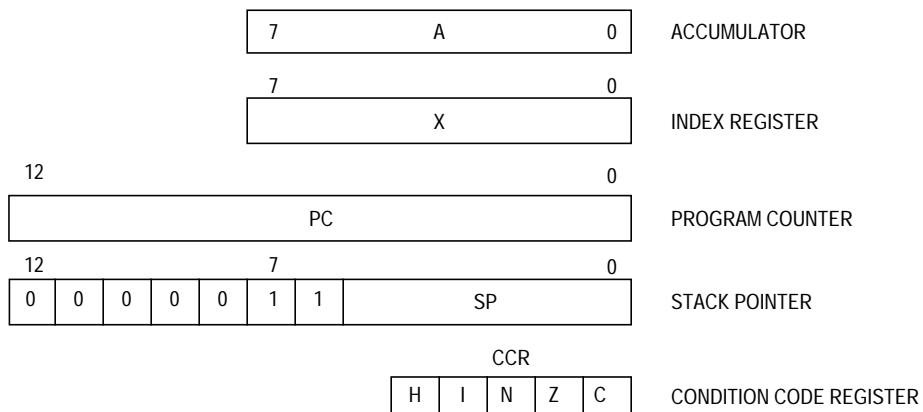 7 A 0 ACCUMULATOR
7 0
X INDEX REGISTER
12 0
PC PROGRAM COUNTER
12 7 0
0 0 0 0 0 1 1 SP STACK POINTER
CCR
H I N Z C CONDITION CODE REGISTER